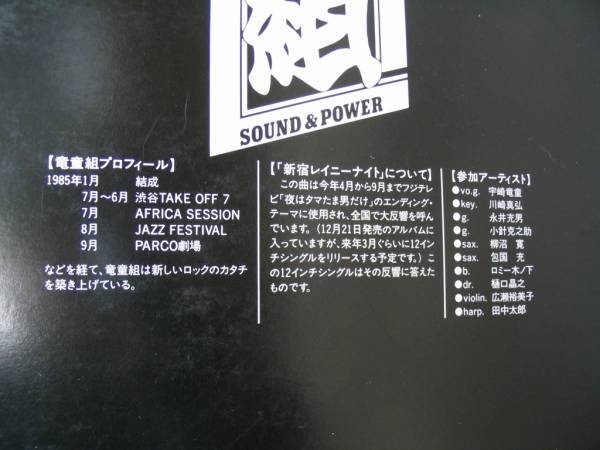 組
SOUND & POWER
【竜童組プロフィール】
1985年1月 結成
7月〜6月 渋谷TAKE OFF 7
7月 AFRICA SESSION
8月 JAZZ FESTIVAL
9月 PARCO劇場
などを経て、竜童組は新しいロックのカタチ
を築き上げている。
【「新宿レイニーナイト」について】
この曲は今年4月から9月までフジテレ
ビ「夜はタマたま男だけ」のエンディング・
テーマに使用され、全国で大反響を呼ん
でいます。(12月21日発売のアルバムに
入っていますが、来年3月ぐらいに12イン
チシングルをリリースする予定です。)こ
の12インチシングルはその反響に答えた
ものです。
【参加アーティスト】
●vo.g. 宇崎竜童
●key. 川崎真弘
●g. 永井充男
●g. 小針克之助
●sax. 柳沼 寛
●sax. 包国 充
●b. ロミー木ノ下
●dr. 樋口晶之
●violin. 広瀬裕美子
●harp. 田中太郎